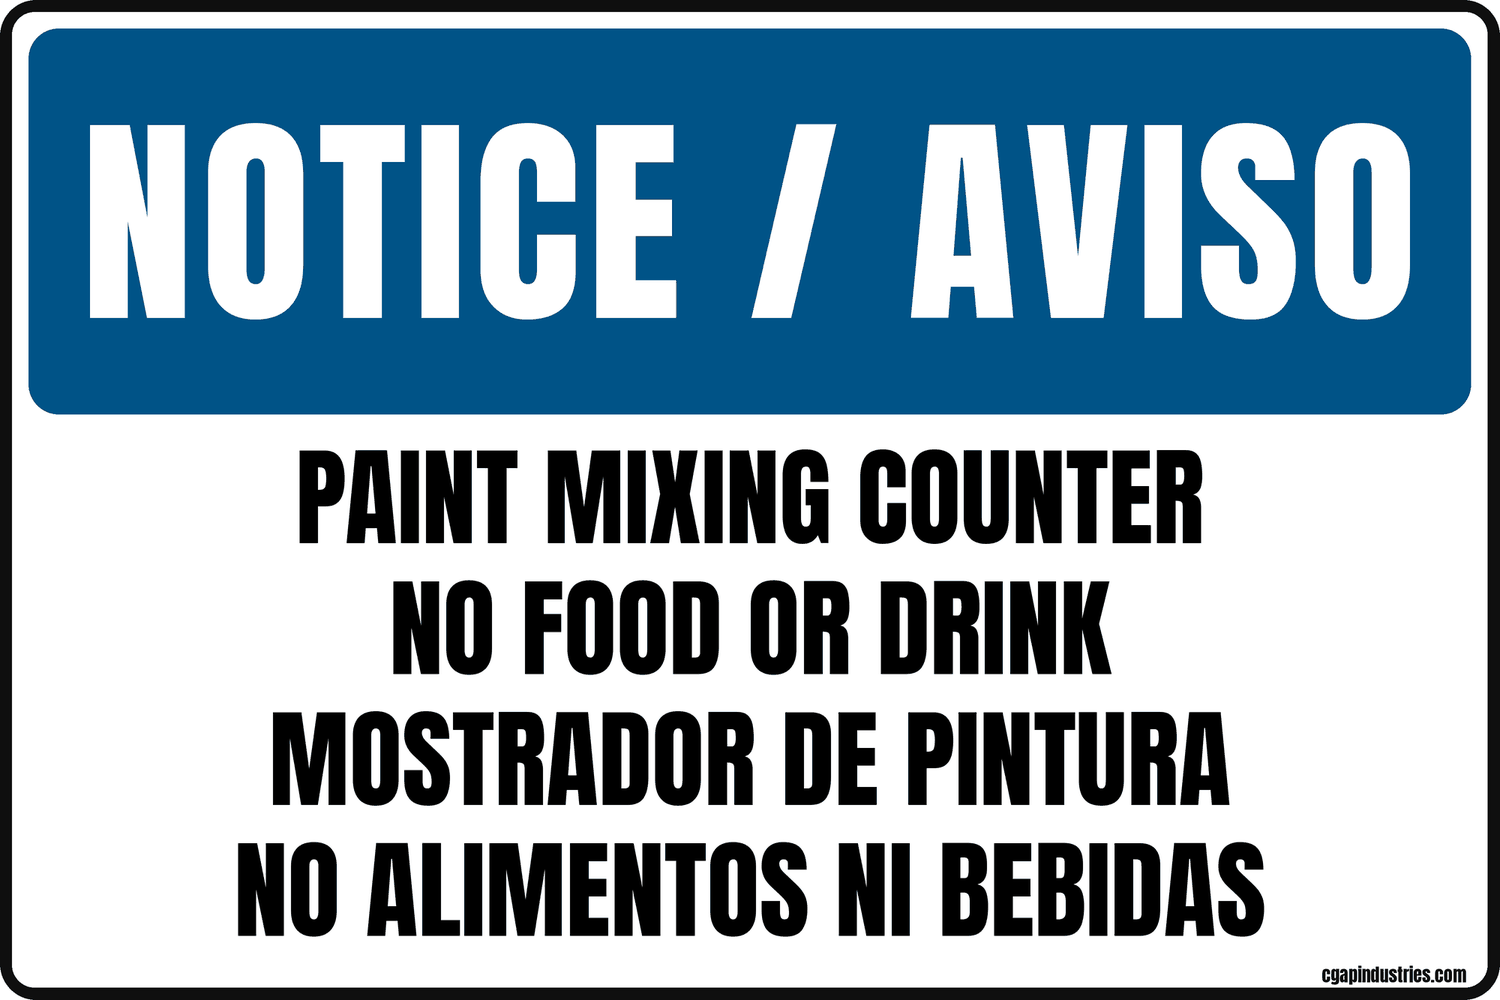 NOTICE / AVISO
PAINT MIXING COUNTER
NO FOOD OR DRINK
MOSTRADOR DE PINTURA
NO ALIMENTOS NI BEBIDAS
cgapindustries.com